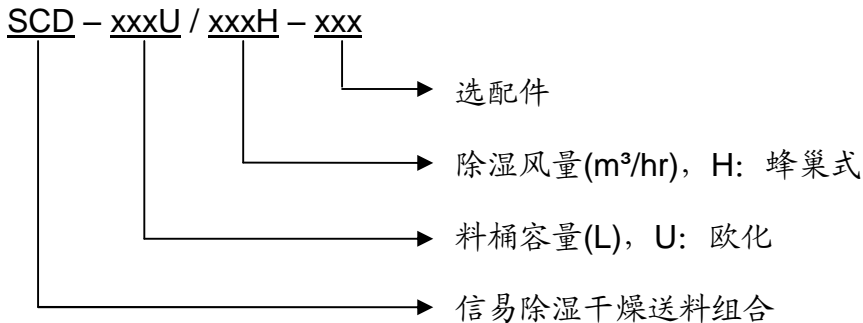 SCD – xxxU / xxxH – xxx
选配件
除湿风量(m³/hr)，H：蜂巢式
料桶容量(L)，U：欧化
信易除湿干燥送料组合